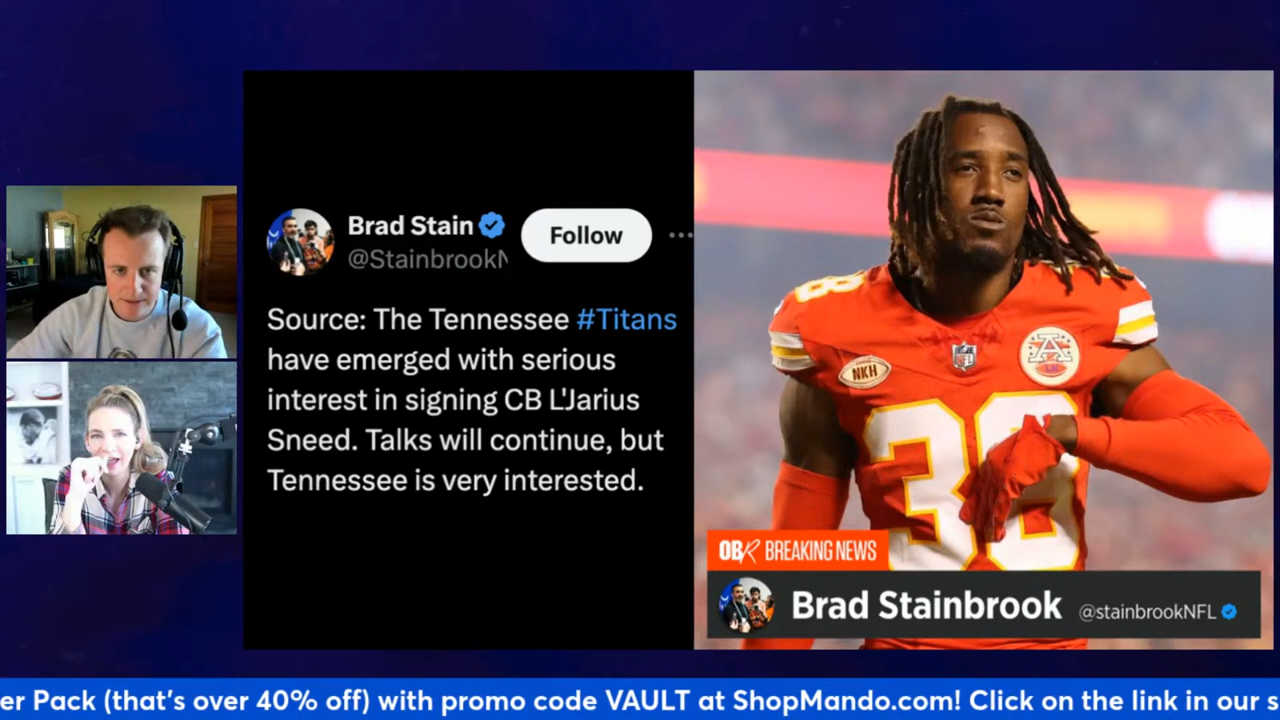 Brad Stain
Follow
@StainbrookN
Source: The Tennessee #Titans
have emerged with serious
interest in signing CB L'Jarius
Sneed. Talks will continue, but
Tennessee is very interested.
38
NKH
NFL
38
OBR BREAKING NEWS
Brad Stainbrook @stainbrookNFL
er Pack (that's over 40% off) with promo code VAULT at ShopMando.com! Click on the link in our s